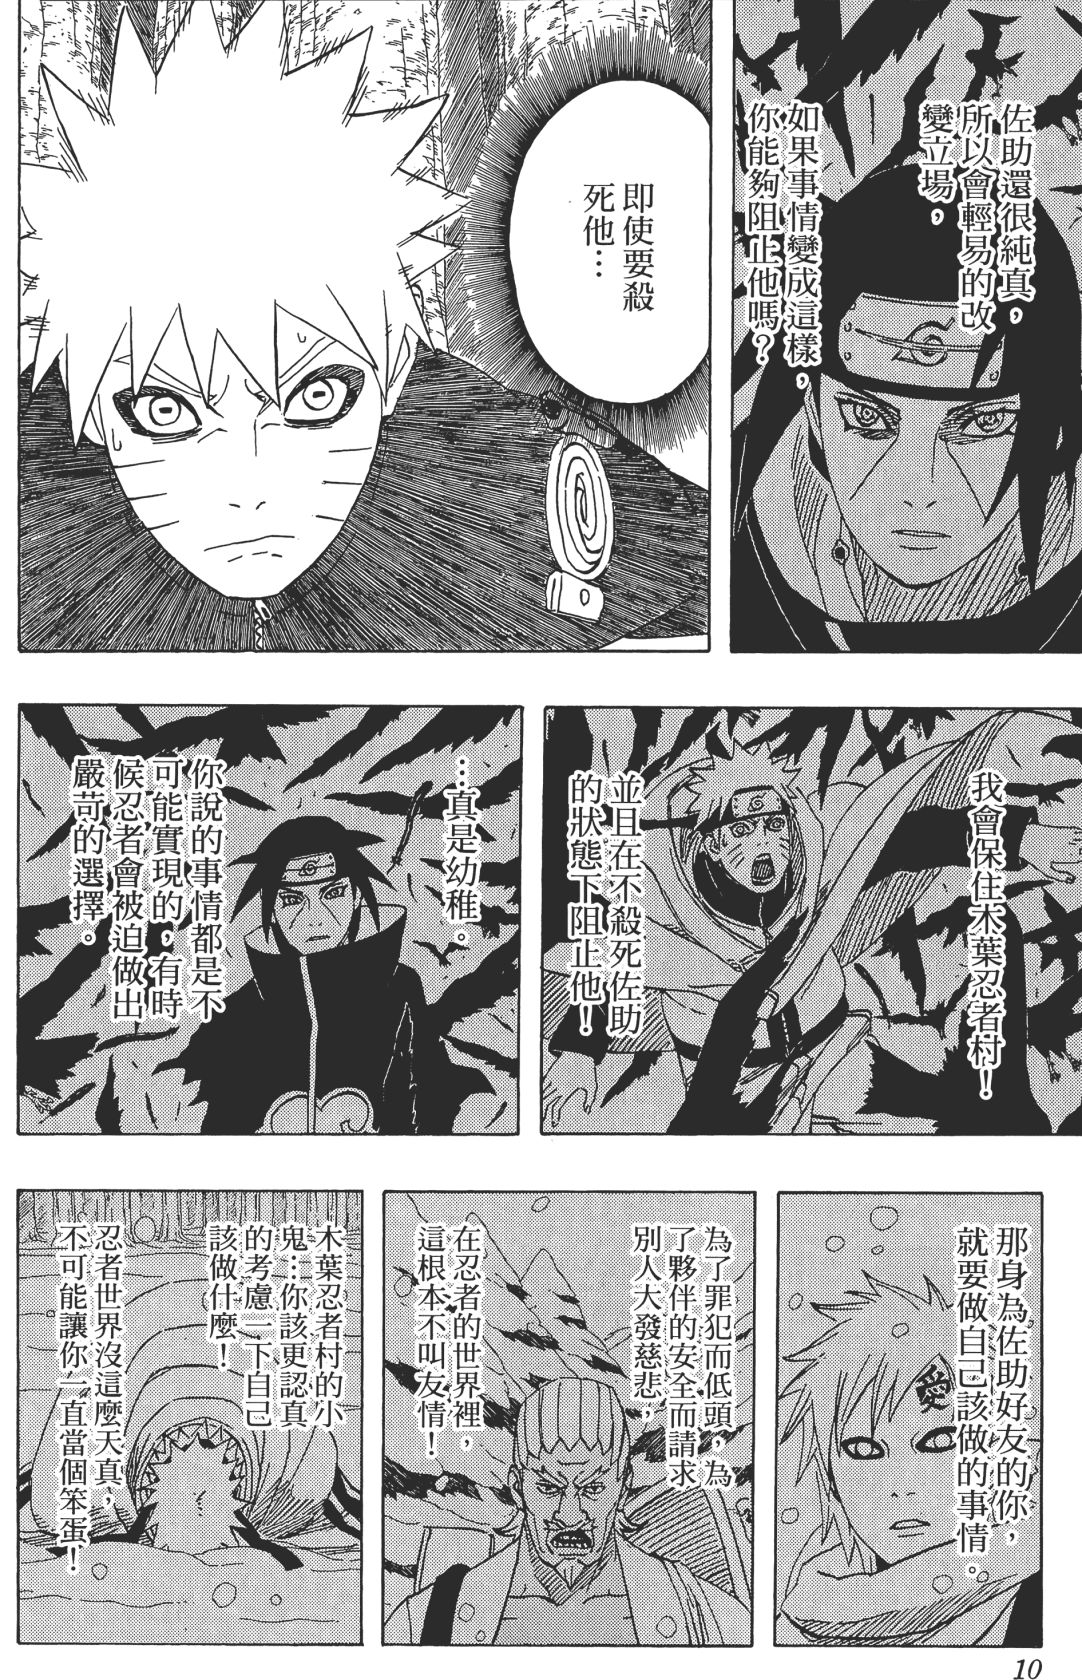 佐助還很純真，
所以會輕易的改
變立場，
如果事情變成這樣，
你能夠阻止他嗎？
即使要殺
死他…
我會保住木葉忍者村！
並且在不殺死佐助
的狀態下阻止他！
…真是幼稚。
你說的事情都是不
可能實現的，有時
候忍者會被迫做出
嚴苛的選擇。
那身為佐助好友的你，
就要做自己該做的事情。
愛
為了罪犯而低頭，為
了夥伴的安全而請求
別人大發慈悲，
在忍者的世界裡，
這根本不叫友情！
木葉忍者村的小
鬼…你該更認真
的考慮一下自己
該做什麼！
忍者世界沒這麼天真，
不可能讓你一直當個笨蛋！
10